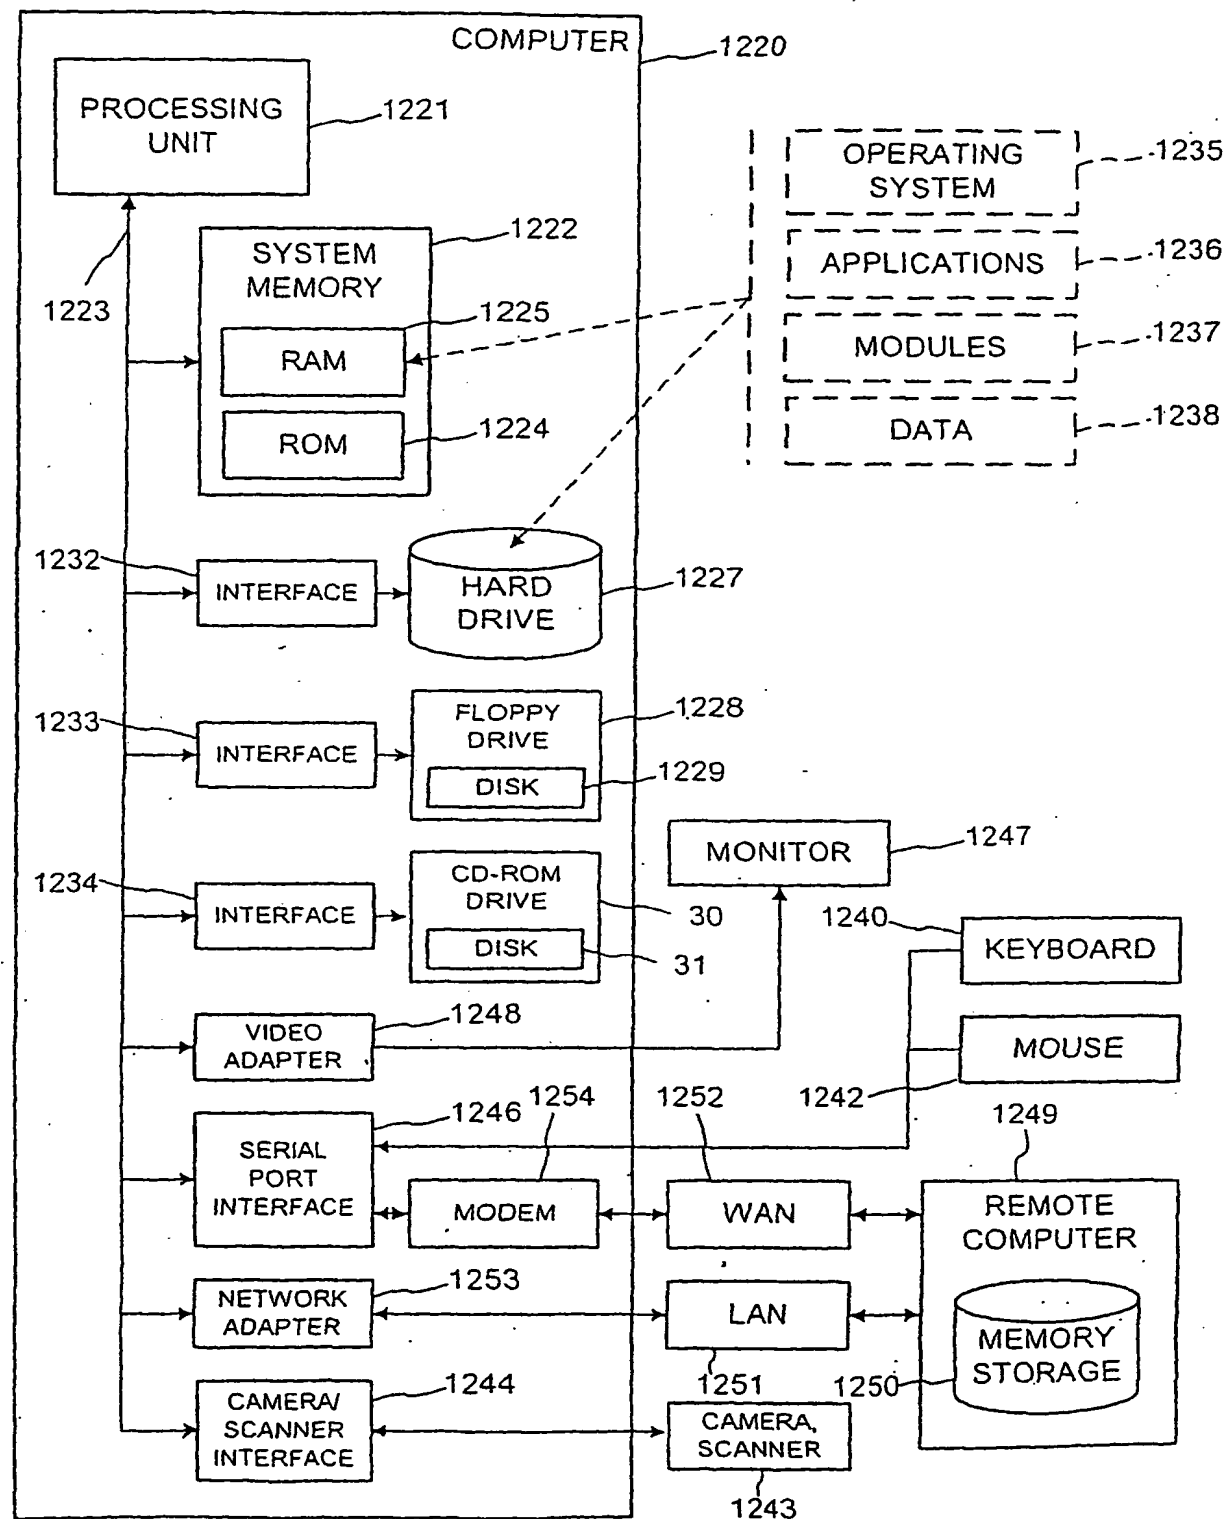 COMPUTER
1220
PROCESSING
UNIT
1221
1223
SYSTEM
MEMORY
1222
1225
RAM
ROM
1224
OPERATING
SYSTEM
1235
APPLICATIONS
1236
MODULES
1237
DATA
1238
1232
INTERFACE
HARD
DRIVE
1227
1233
INTERFACE
FLOPPY
DRIVE
1228
DISK
1229
1234
INTERFACE
CD-ROM
DRIVE
30
DISK
31
MONITOR
1247
1240
KEYBOARD
MOUSE
1242
VIDEO
ADAPTER
1248
1246
SERIAL
PORT
INTERFACE
1254
MODEM
1252
WAN
1249
REMOTE
COMPUTER
MEMORY
STORAGE
1250
NETWORK
ADAPTER
1253
LAN
1251
CAMERA/
SCANNER
INTERFACE
1244
CAMERA,
SCANNER
1243